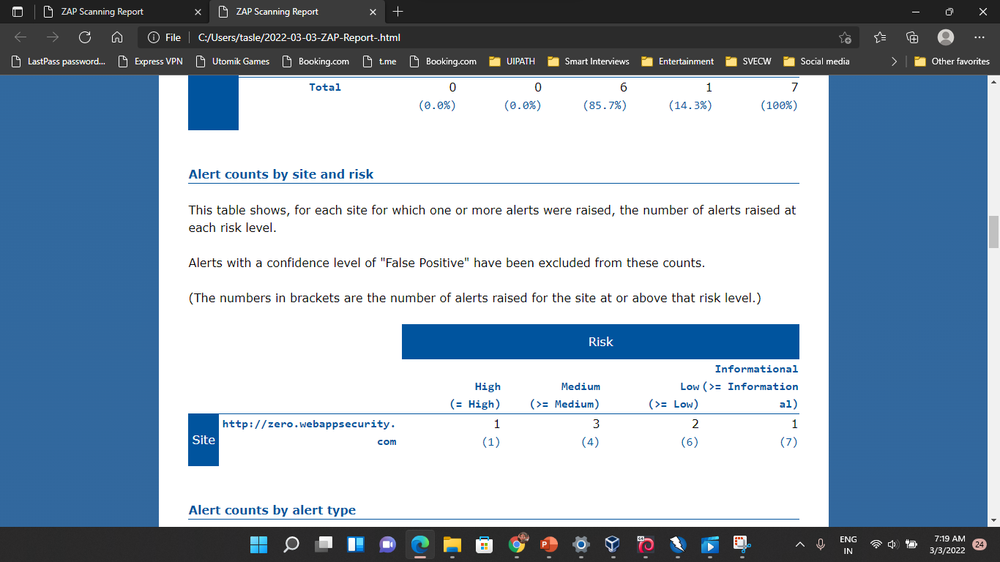 ZAP Scanning Report
ZAP Scanning Report
File C:/Users/tasle/2022-03-03-ZAP-Report-.html
LastPass password... Express VPN Utomik Games Booking.com t.me Booking.com UIPATH Smart Interviews Entertainment SVECW Social media Other favorites
Total 0 0 6 1 7
(0.0%) (0.0%) (85.7%) (14.3%) (100%)
Alert counts by site and risk
This table shows, for each site for which one or more alerts were raised, the number of alerts raised at
each risk level.
Alerts with a confidence level of "False Positive" have been excluded from these counts.
(The numbers in brackets are the number of alerts raised for the site at or above that risk level.)
Risk
Informational
High Medium Low (>= Information
(= High) (>= Medium) (>= Low) al)
http://zero.webappsecurity. 1 3 2 1
Site com (1) (4) (6) (7)
Alert counts by alert type
ENG 7:19 AM
IN 3/3/2022 24